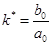 k* = b₀/a₀